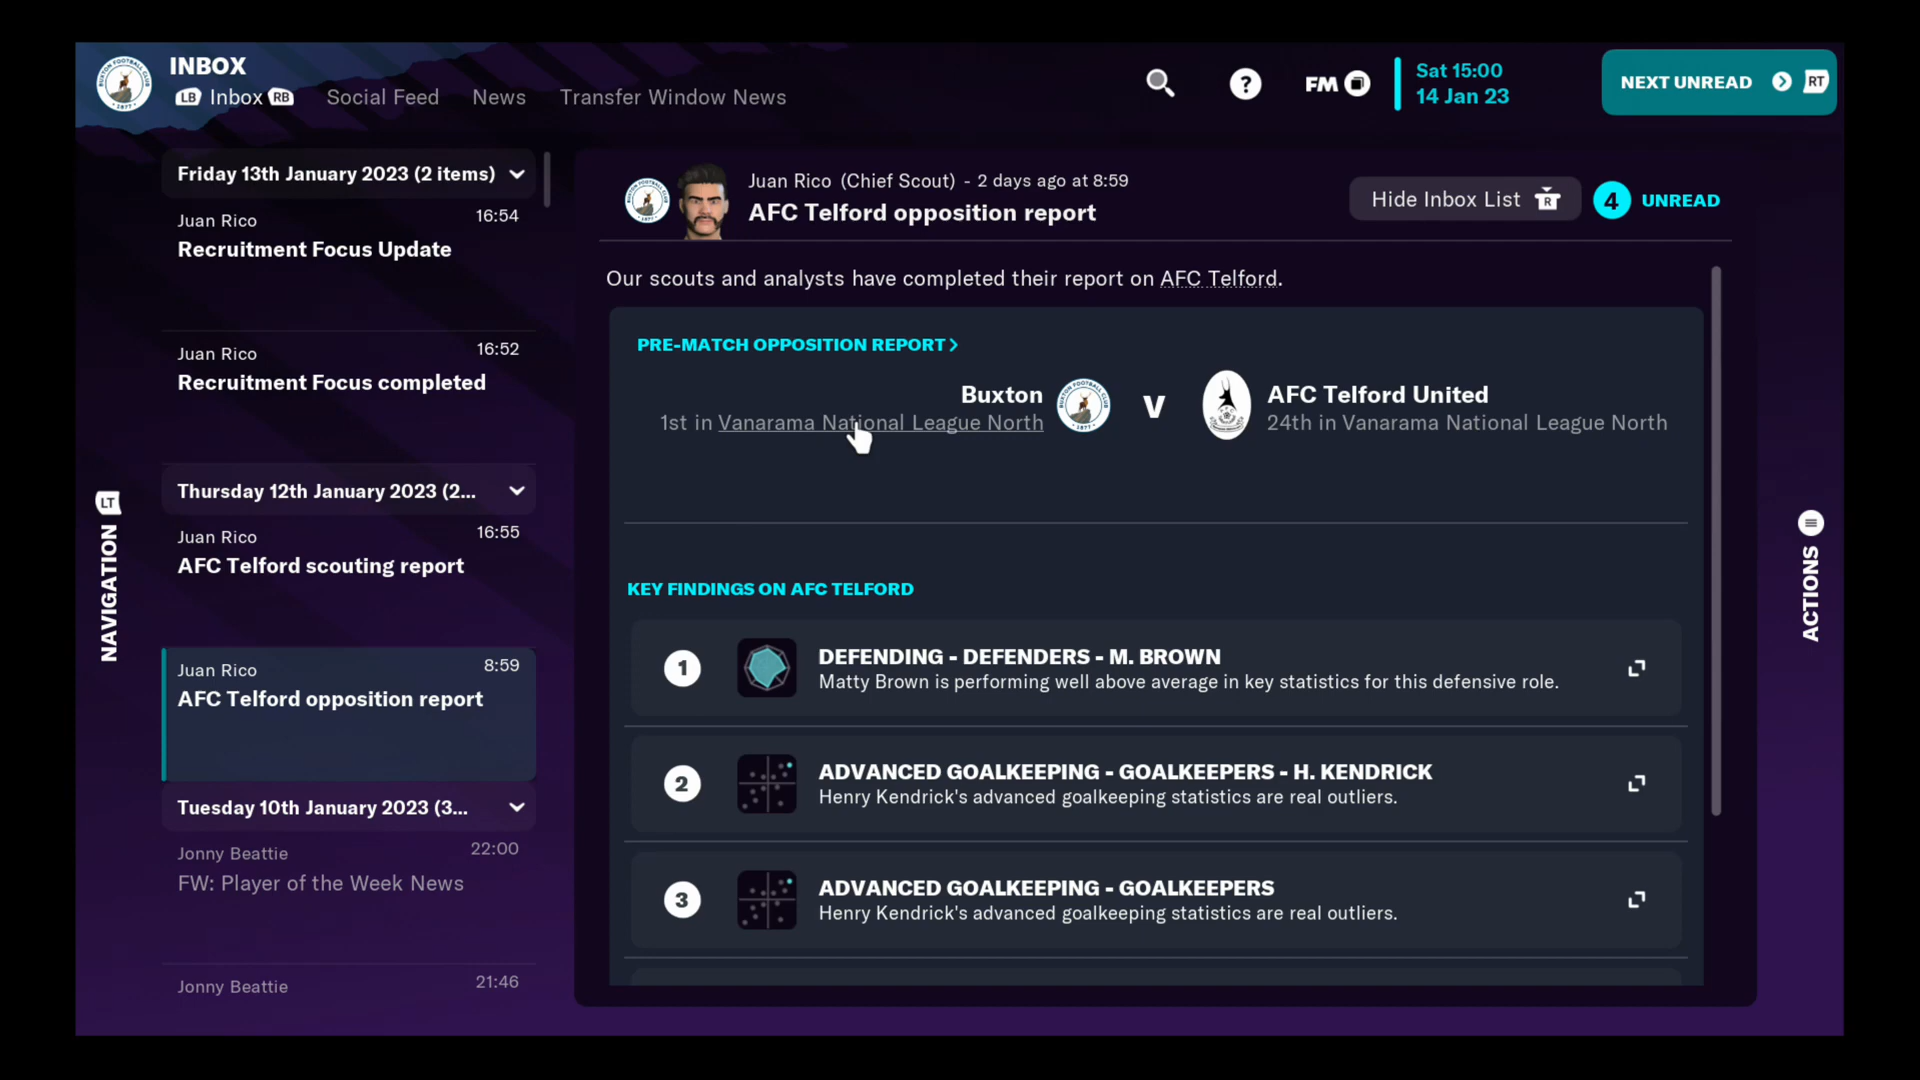 INBOX
LB Inbox RB Social Feed News Transfer Window News
FM
Sat 15:00
14 Jan 23
NEXT UNREAD RT
Friday 13th January 2023 (2 items)
Juan Rico 16:54
Recruitment Focus Update
Juan Rico 16:52
Recruitment Focus completed
Thursday 12th January 2023 (2...
Juan Rico 16:55
AFC Telford scouting report
Juan Rico 8:59
AFC Telford opposition report
Tuesday 10th January 2023 (3...
Jonny Beattie 22:00
FW: Player of the Week News
Jonny Beattie 21:46
LT NAVIGATION
Juan Rico (Chief Scout) - 2 days ago at 8:59
AFC Telford opposition report
Hide Inbox List R
4 UNREAD
Our scouts and analysts have completed their report on AFC Telford.
PRE-MATCH OPPOSITION REPORT
Buxton
1st in Vanarama National League North
V
AFC Telford United
24th in Vanarama National League North
KEY FINDINGS ON AFC TELFORD
1
DEFENDING - DEFENDERS - M. BROWN
Matty Brown is performing well above average in key statistics for this defensive role.
2
ADVANCED GOALKEEPING - GOALKEEPERS - H. KENDRICK
Henry Kendrick's advanced goalkeeping statistics are real outliers.
3
ADVANCED GOALKEEPING - GOALKEEPERS
Henry Kendrick's advanced goalkeeping statistics are real outliers.
ACTIONS
BUXTON FOOTBALL CLUB
1877